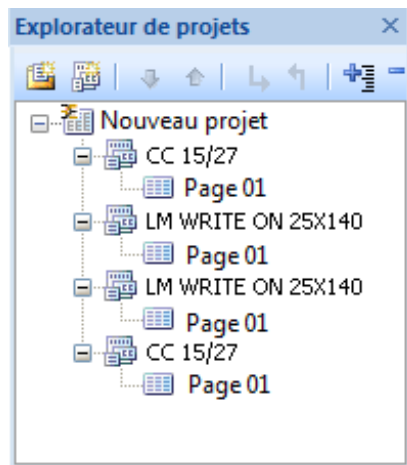 Explorateur de projets
Nouveau projet
CC 15/27
Page 01
LM WRITE ON 25X140
Page 01
LM WRITE ON 25X140
Page 01
CC 15/27
Page 01